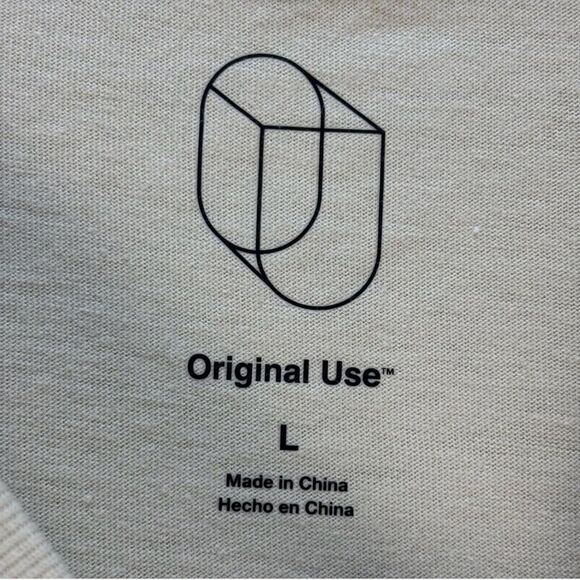 Original Use™
L
Made in China
Hecho en China